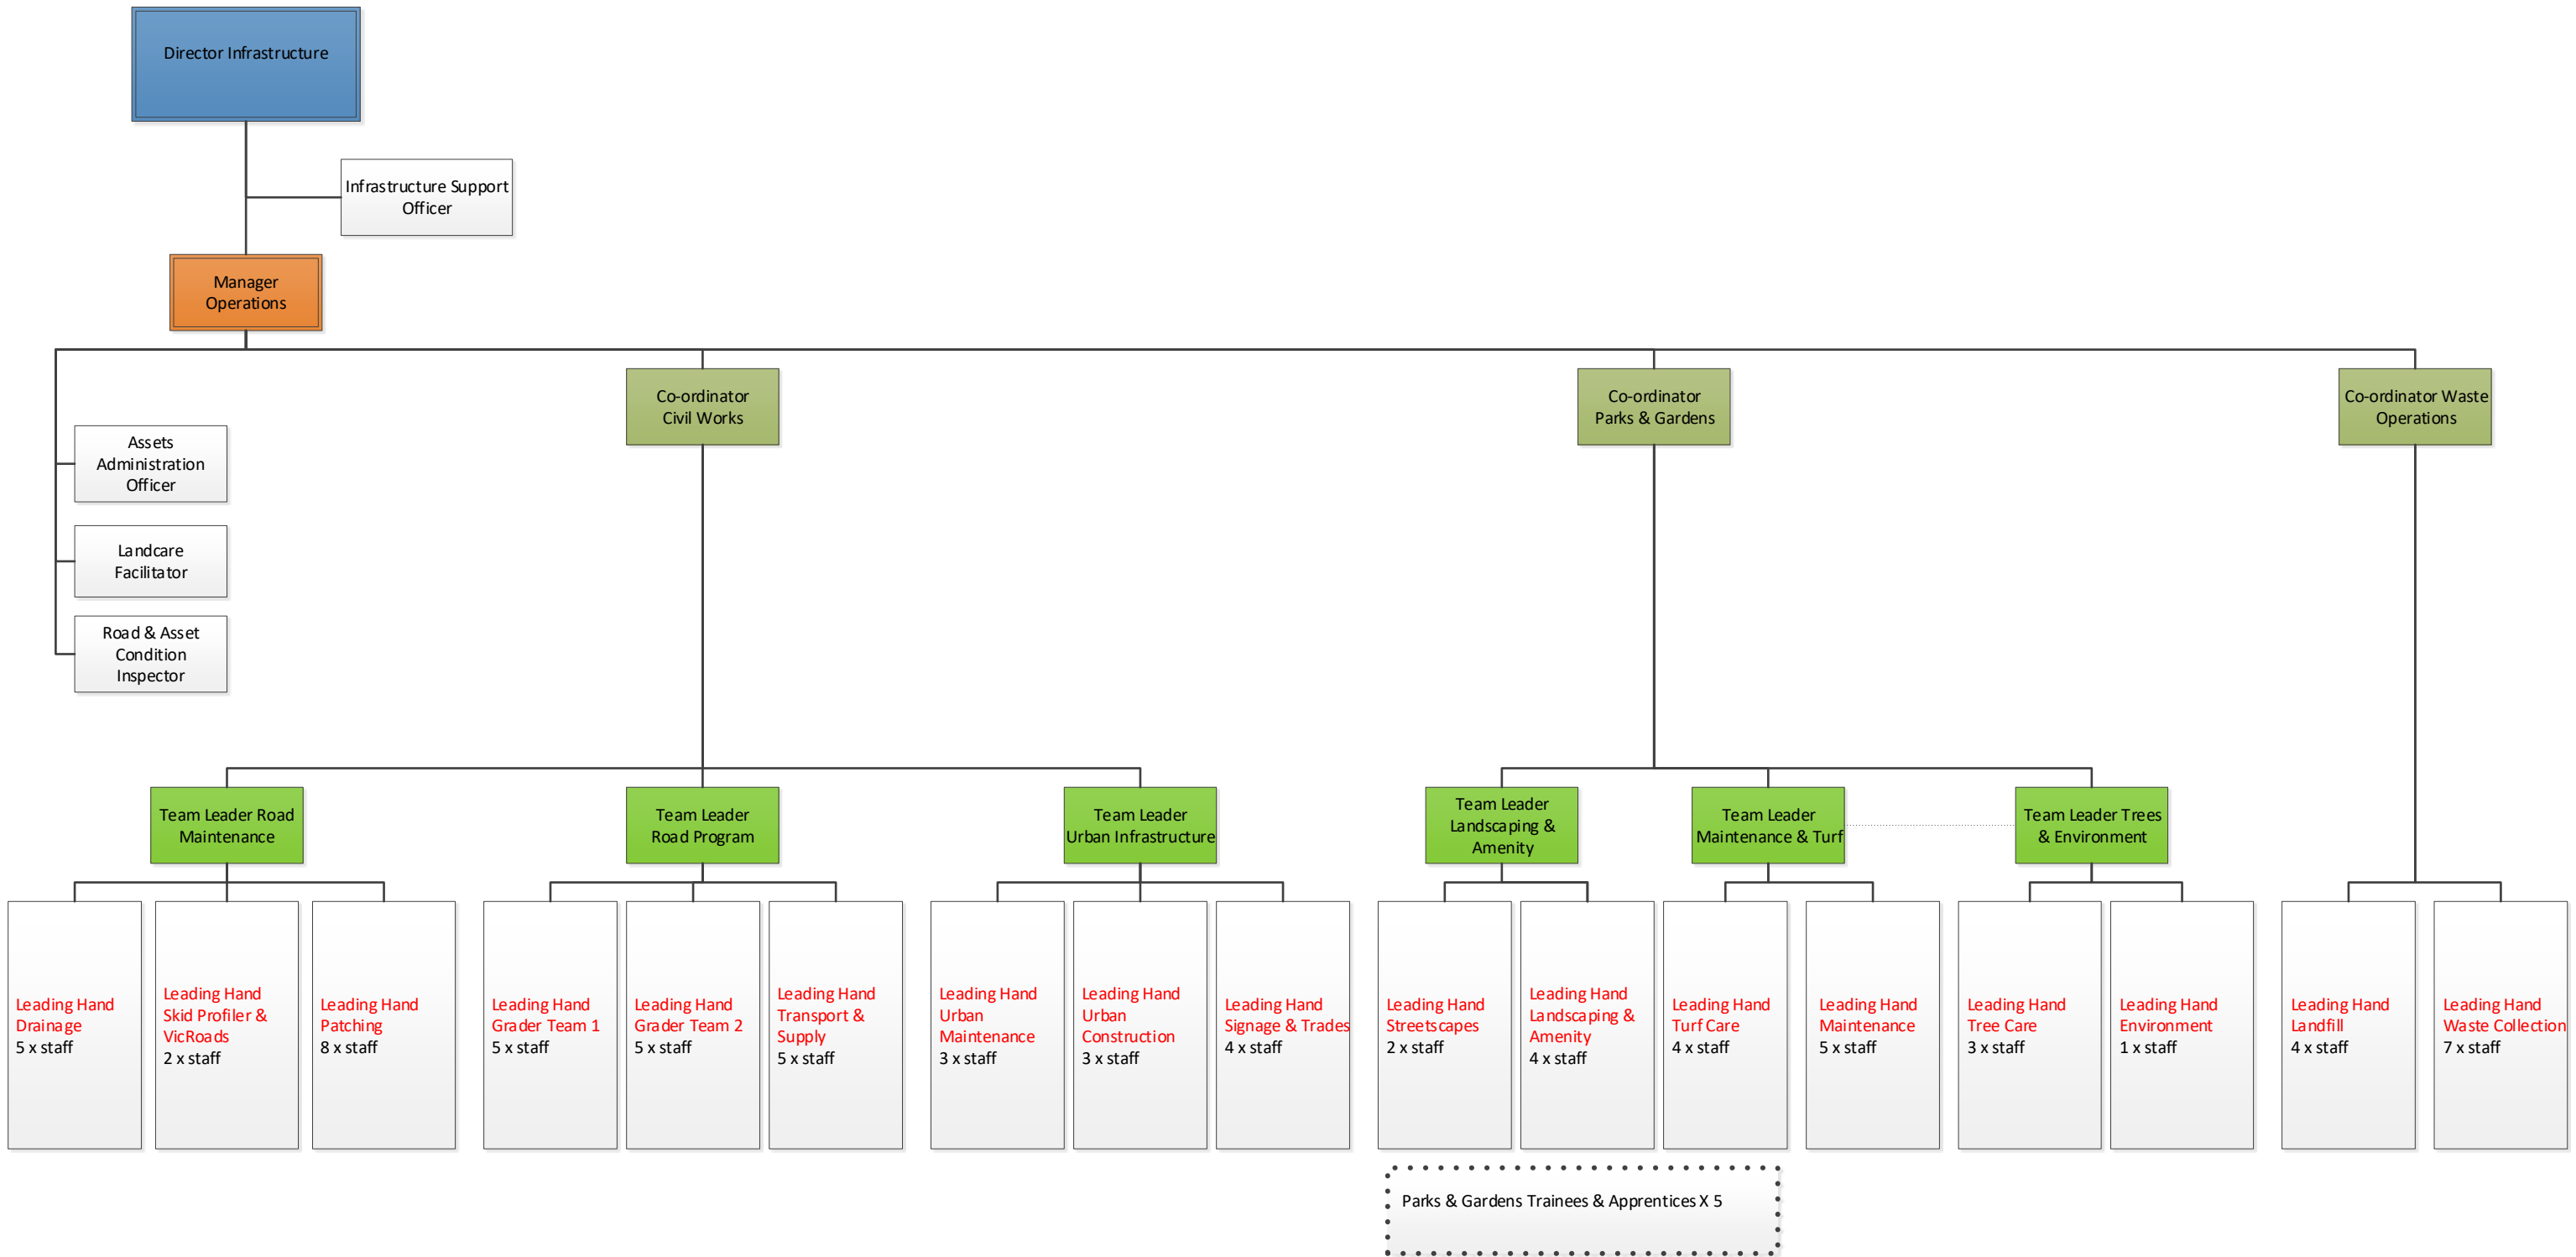 Director Infrastructure
Infrastructure Support
Officer
Manager
Operations
Co-ordinator
Civil Works
Co-ordinator
Parks & Gardens
Co-ordinator Waste
Operations
Assets
Administration
Officer
Landcare
Facilitator
Road & Asset
Condition
Inspector
Team Leader Road
Maintenance
Team Leader
Road Program
Team Leader
Urban Infrastructure
Team Leader
Landscaping &
Amenity
Team Leader
Maintenance & Turf
Team Leader Trees
& Environment
Leading Hand
Drainage
5 x staff
Leading Hand
Skid Profiler &
VicRoads
2 x staff
Leading Hand
Patching
8 x staff
Leading Hand
Grader Team 1
5 x staff
Leading Hand
Grader Team 2
5 x staff
Leading Hand
Transport &
Supply
5 x staff
Leading Hand
Urban
Maintenance
3 x staff
Leading Hand
Urban
Construction
3 x staff
Leading Hand
Signage & Trades
4 x staff
Leading Hand
Streetscapes
2 x staff
Leading Hand
Landscaping &
Amenity
4 x staff
Leading Hand
Turf Care
4 x staff
Leading Hand
Maintenance
5 x staff
Leading Hand
Tree Care
3 x staff
Leading Hand
Environment
1 x staff
Leading Hand
Landfill
4 x staff
Leading Hand
Waste Collection
7 x staff
Parks & Gardens Trainees & Apprentices X 5